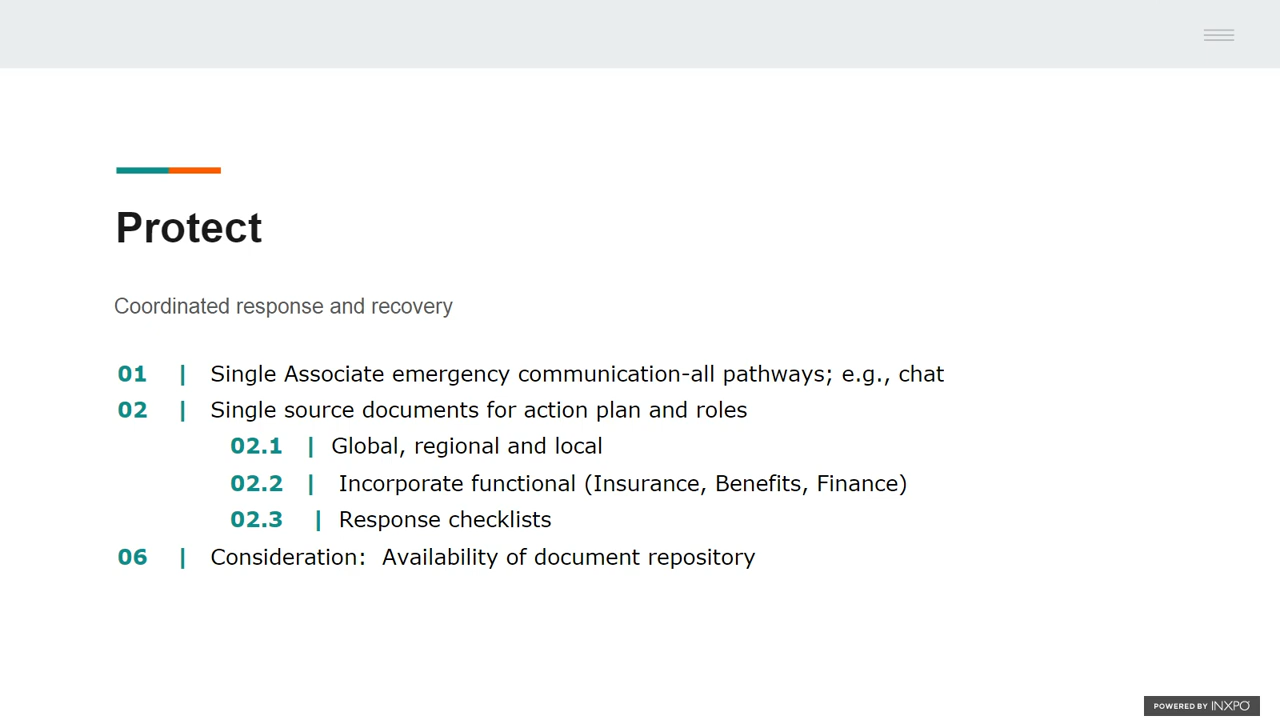 Protect
Coordinated response and recovery
01 | Single Associate emergency communication-all pathways; e.g., chat
02 | Single source documents for action plan and roles
02.1 | Global, regional and local
02.2 | Incorporate functional (Insurance, Benefits, Finance)
02.3 | Response checklists
06 | Consideration: Availability of document repository
POWERED BY INXPO